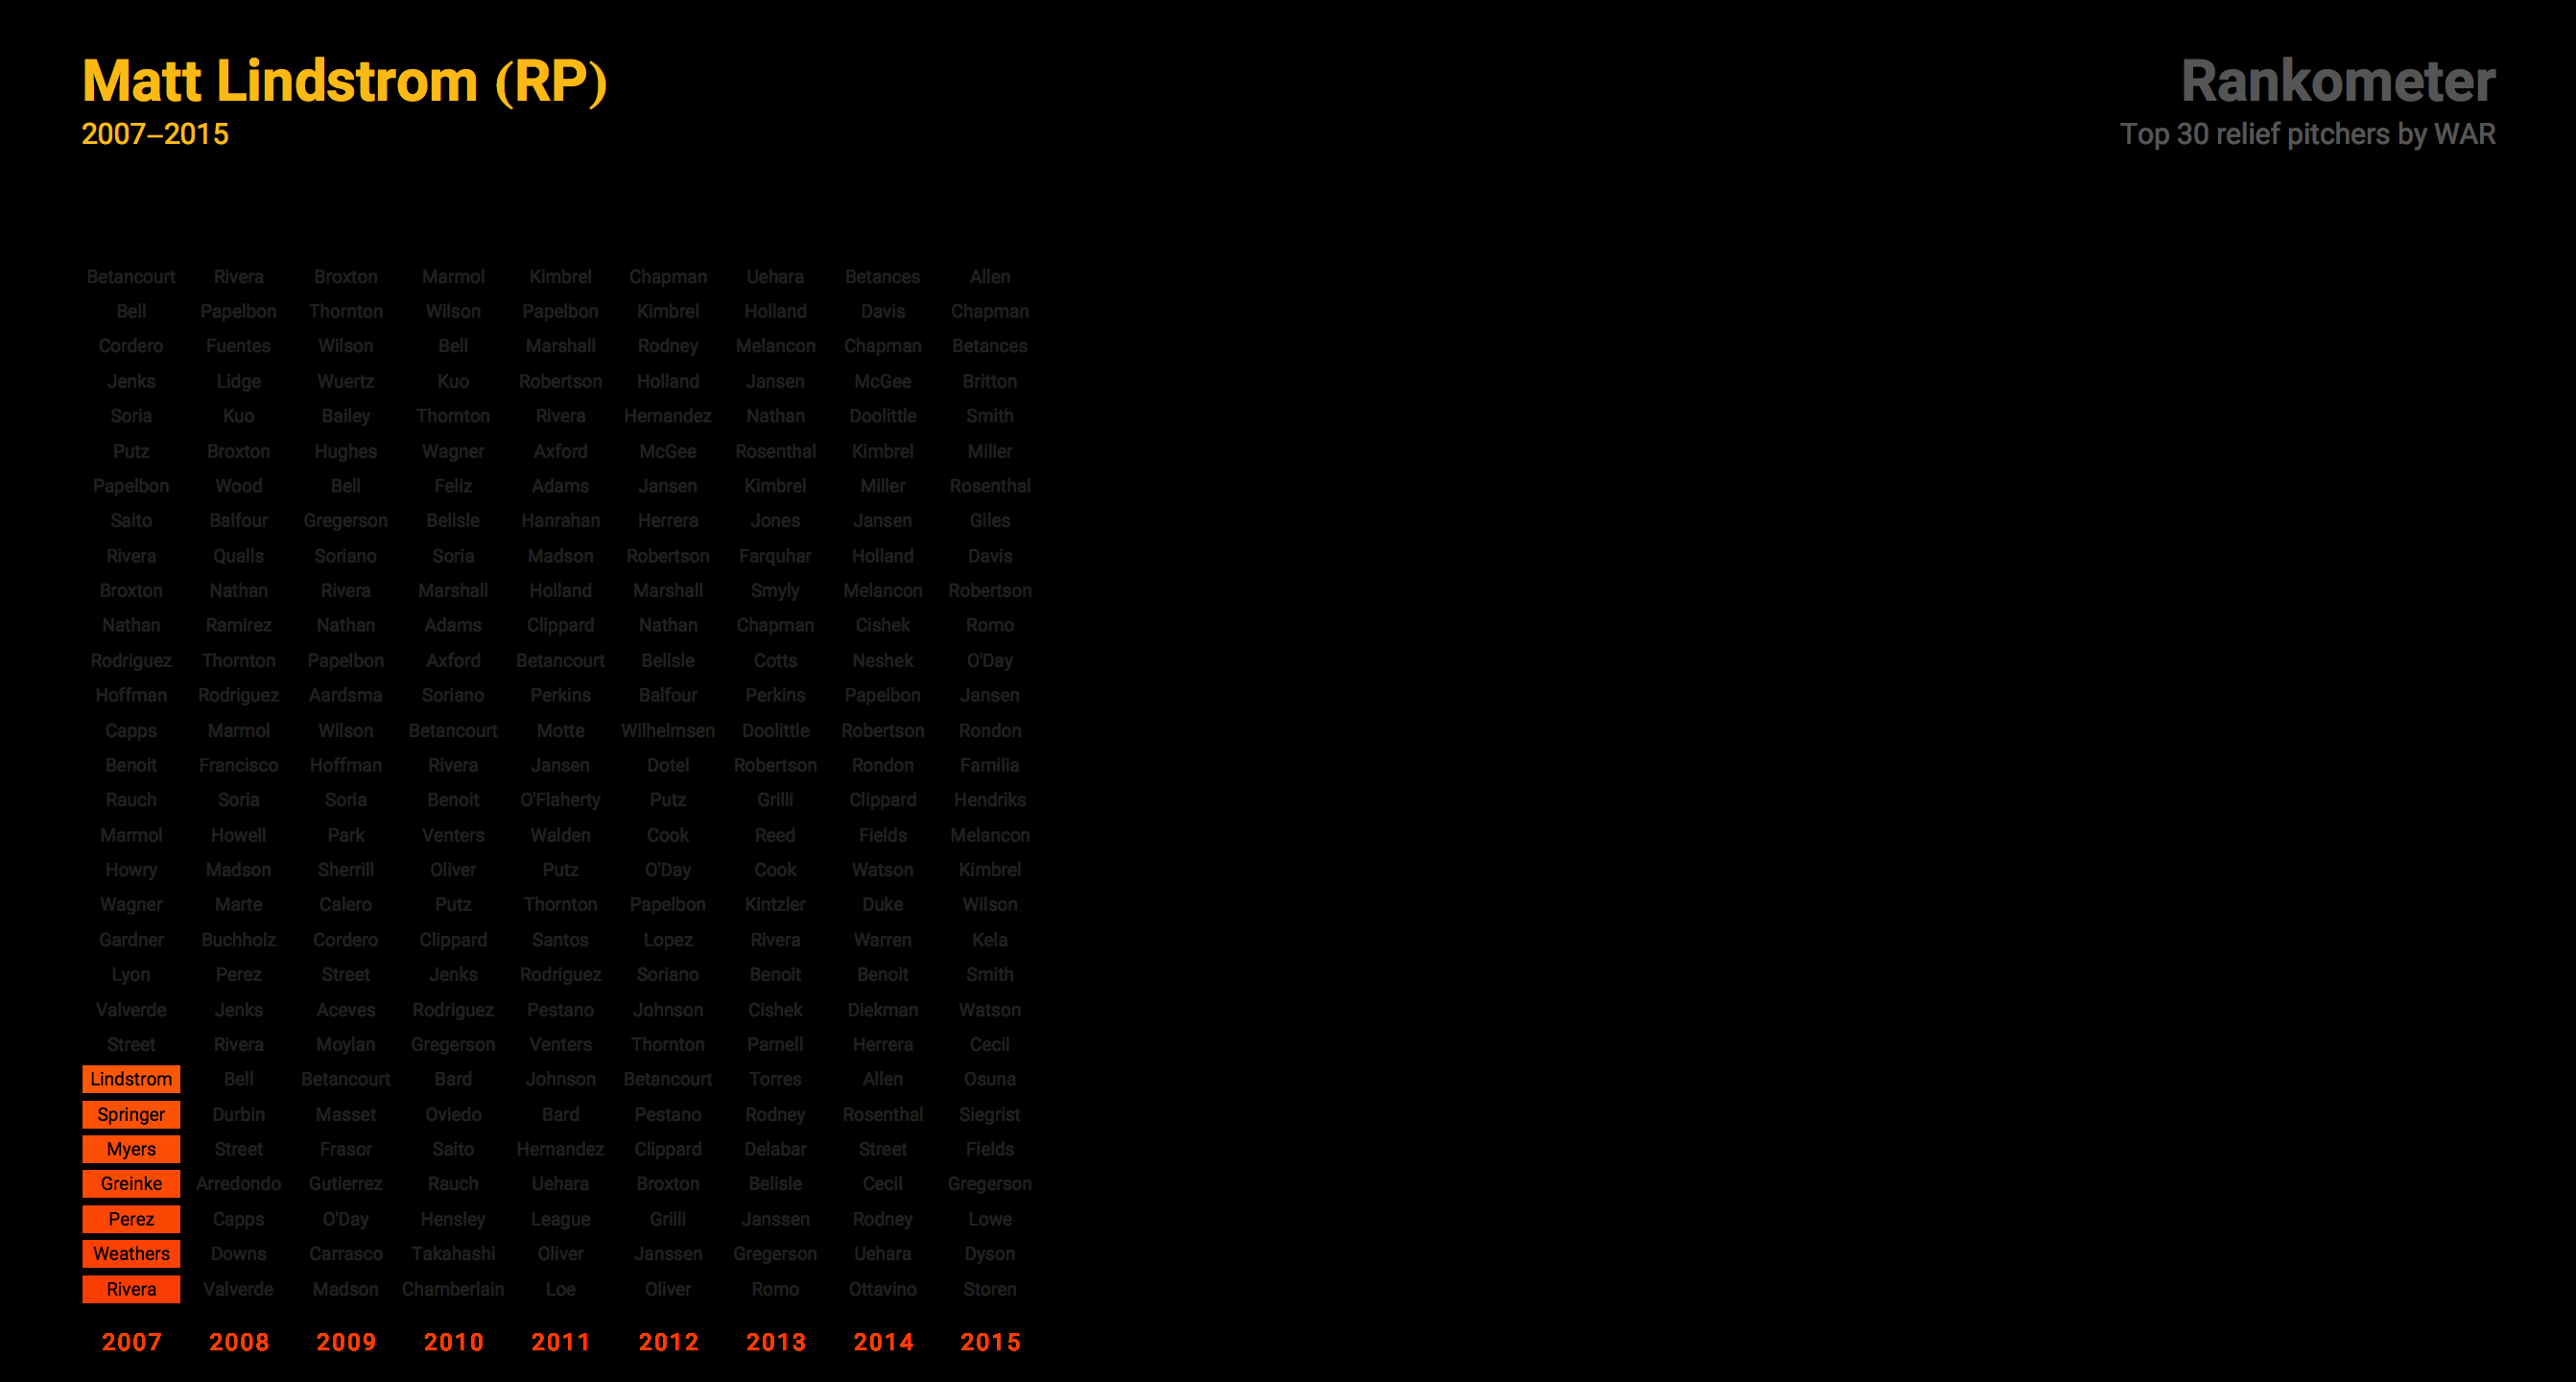 Matt Lindstrom (RP)
2007–2015
Rankometer
Top 30 relief pitchers by WAR
Betancourt Rivera Broxton Marmol Kimbrel Chapman Uehara Betances Allen
Bell Papelbon Thornton Wilson Papelbon Kimbrel Holland Davis Chapman
Cordero Fuentes Wilson Bell Marshall Rodney Melancon Chapman Betances
Jenks Lidge Wuertz Kuo Robertson Holland Jansen McGee Britton
Soria Kuo Bailey Thornton Rivera Hernandez Nathan Doolittle Smith
Putz Broxton Hughes Wagner Axford McGee Rosenthal Kimbrel Miller
Papelbon Wood Bell Feliz Adams Jansen Kimbrel Miller Rosenthal
Saito Balfour Gregerson Belisle Hanrahan Herrera Jones Jansen Giles
Rivera Qualls Soriano Soria Madson Robertson Farquhar Holland Davis
Broxton Nathan Rivera Marshall Holland Marshall Smyly Melancon Robertson
Nathan Ramirez Nathan Adams Clippard Nathan Chapman Cishek Romo
Rodriguez Thornton Papelbon Axford Betancourt Belisle Cotts Neshek O'Day
Hoffman Rodriguez Aardsma Soriano Perkins Balfour Perkins Papelbon Jansen
Capps Marmol Wilson Betancourt Motte Wilhelmsen Doolittle Robertson Rondon
Benoit Francisco Hoffman Rivera Jansen Dotel Robertson Rondon Familia
Rauch Soria Soria Benoit O'Flaherty Putz Grilli Clippard Hendriks
Marmol Howell Park Venters Walden Cook Reed Fields Melancon
Howry Madson Sherrill Oliver Putz O'Day Cook Watson Kimbrel
Wagner Marte Calero Putz Thornton Papelbon Kintzler Duke Wilson
Gardner Buchholz Cordero Clippard Santos Lopez Rivera Warren Kela
Lyon Perez Street Jenks Rodriguez Soriano Benoit Benoit Smith
Valverde Jenks Aceves Rodriguez Pestano Johnson Cishek Diekman Watson
Street Rivera Moylan Gregerson Venters Thornton Parnell Herrera Cecil
Lindstrom Bell Betancourt Bard Johnson Betancourt Torres Allen Osuna
Springer Durbin Masset Oviedo Bard Pestano Rodney Rosenthal Siegrist
Myers Street Frasor Saito Hernandez Clippard Delabar Street Fields
Greinke Arredondo Gutierrez Rauch Uehara Broxton Belisle Cecil Gregerson
Perez Capps O'Day Hensley League Grilli Janssen Rodney Lowe
Weathers Downs Carrasco Takahashi Oliver Janssen Gregerson Uehara Dyson
Rivera Valverde Madson Chamberlain Loe Oliver Romo Ottavino Storen
2007 2008 2009 2010 2011 2012 2013 2014 2015